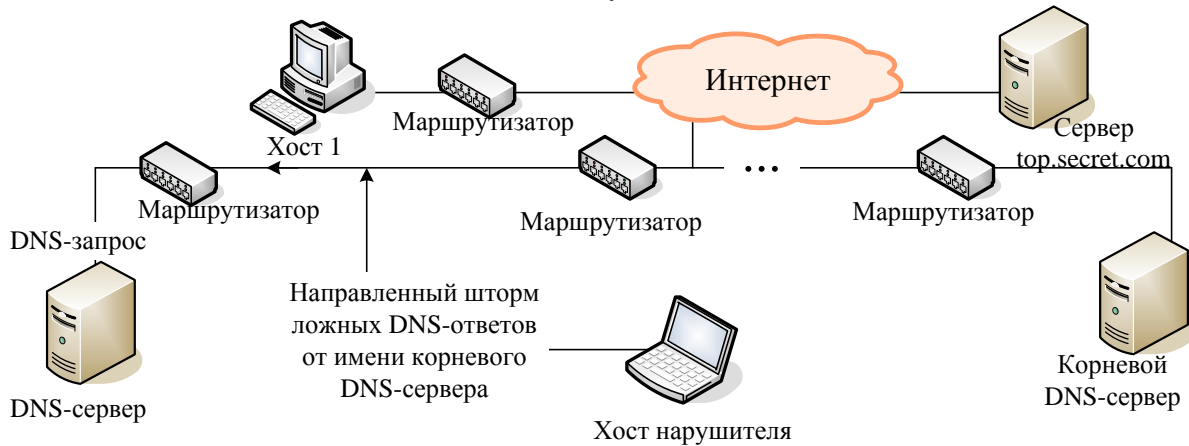 Интернет
Маршрутизатор
Хост 1
Сервер
top.secret.com
Маршрутизатор
Маршрутизатор
...
Маршрутизатор
DNS-запрос
DNS-сервер
Направленный шторм
ложных DNS-ответов
от имени корневого
DNS-сервера
Хост нарушителя
Корневой
DNS-сервер